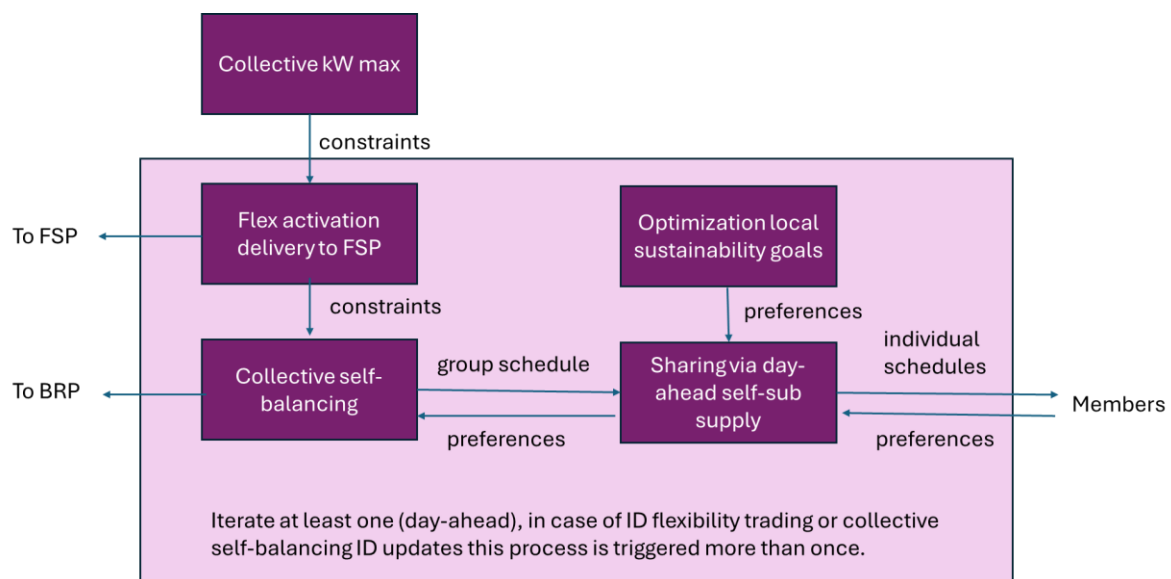 Collective kW max
constraints
To FSP
Flex activation
delivery to FSP
Optimization local
sustainability goals
constraints
preferences
To BRP
Collective self-
balancing
group schedule
preferences
Sharing via day-
ahead self-sub
supply
individual
schedules
preferences
Members
Iterate at least one (day-ahead), in case of ID flexibility trading or collective
self-balancing ID updates this process is triggered more than once.